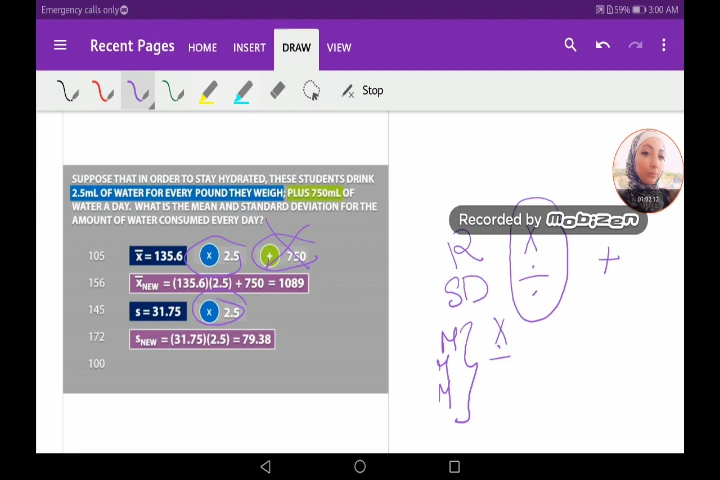 Emergency calls only
59% 3:00 AM
Recent Pages HOME INSERT DRAW VIEW
Stop
SUPPOSE THAT IN ORDER TO STAY HYDRATED, THESE STUDENTS DRINK
2.5mL OF WATER FOR EVERY POUND THEY WEIGH; PLUS 750mL OF
WATER A DAY. WHAT IS THE MEAN AND STANDARD DEVIATION FOR THE
AMOUNT OF WATER CONSUMED EVERY DAY?
105 x̅ = 135.6 x 2.5 + 750
156 x̅NEW = (135.6)(2.5) + 750 = 1089
145 s = 31.75 x 2.5
172 sNEW = (31.75)(2.5) = 79.38
100
01:02:12
Recorded by Mobizen
R X +
SD ÷
M X
M ÷
M